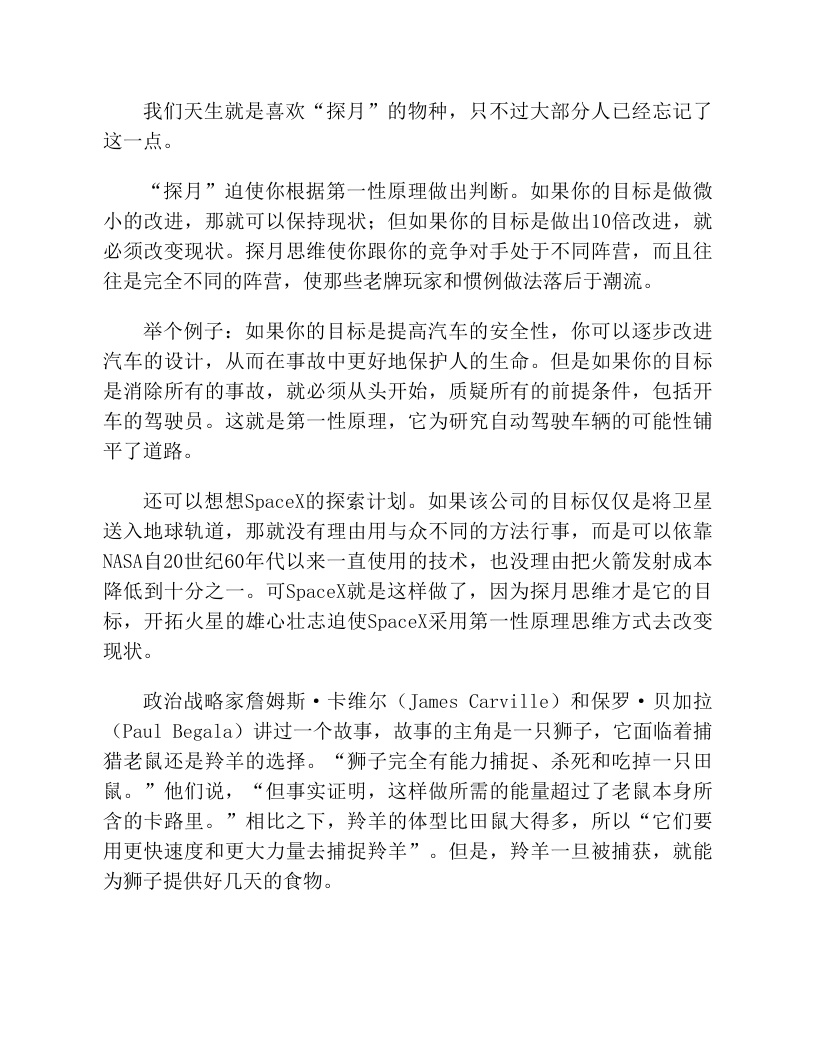 我们天生就是喜欢“探月”的物种，只不过大部分人已经忘记了
这一点。
“探月”迫使你根据第一性原理做出判断。如果你的目标是做微
小的改进，那就可以保持现状；但如果你的目标是做出10倍改进，就
必须改变现状。探月思维使你跟你的竞争对手处于不同阵营，而且往
往是完全不同的阵营，使那些老牌玩家和惯例做法落后于潮流。
举个例子：如果你的目标是提高汽车的安全性，你可以逐步改进
汽车的设计，从而在事故中更好地保护人的生命。但是如果你的目标
是消除所有的事故，就必须从头开始，质疑所有的前提条件，包括开
车的驾驶员。这就是第一性原理，它为研究自动驾驶车辆的可能性铺
平了道路。
还可以想想SpaceX的探索计划。如果该公司的目标仅仅是将卫星
送入地球轨道，那就没有理由用与众不同的方法行事，而是可以依靠
NASA自20世纪60年代以来一直使用的技术，也没理由把火箭发射成本
降低到十分之一。可SpaceX就是这样做了，因为探月思维才是它的目
标，开拓火星的雄心壮志迫使SpaceX采用第一性原理思维方式去改变
现状。
政治战略家詹姆斯·卡维尔（James Carville）和保罗·贝加拉
（Paul Begala）讲过一个故事，故事的主角是一只狮子，它面临着捕
猎老鼠还是羚羊的选择。“狮子完全有能力捕捉、杀死和吃掉一只田
鼠。”他们说，“但事实证明，这样做所需的能量超过了老鼠本身所
含的卡路里。”相比之下，羚羊的体型比田鼠大得多，所以“它们要
用更快速度和更大力量去捕捉羚羊”。但是，羚羊一旦被捕获，就能
为狮子提供好几天的食物。